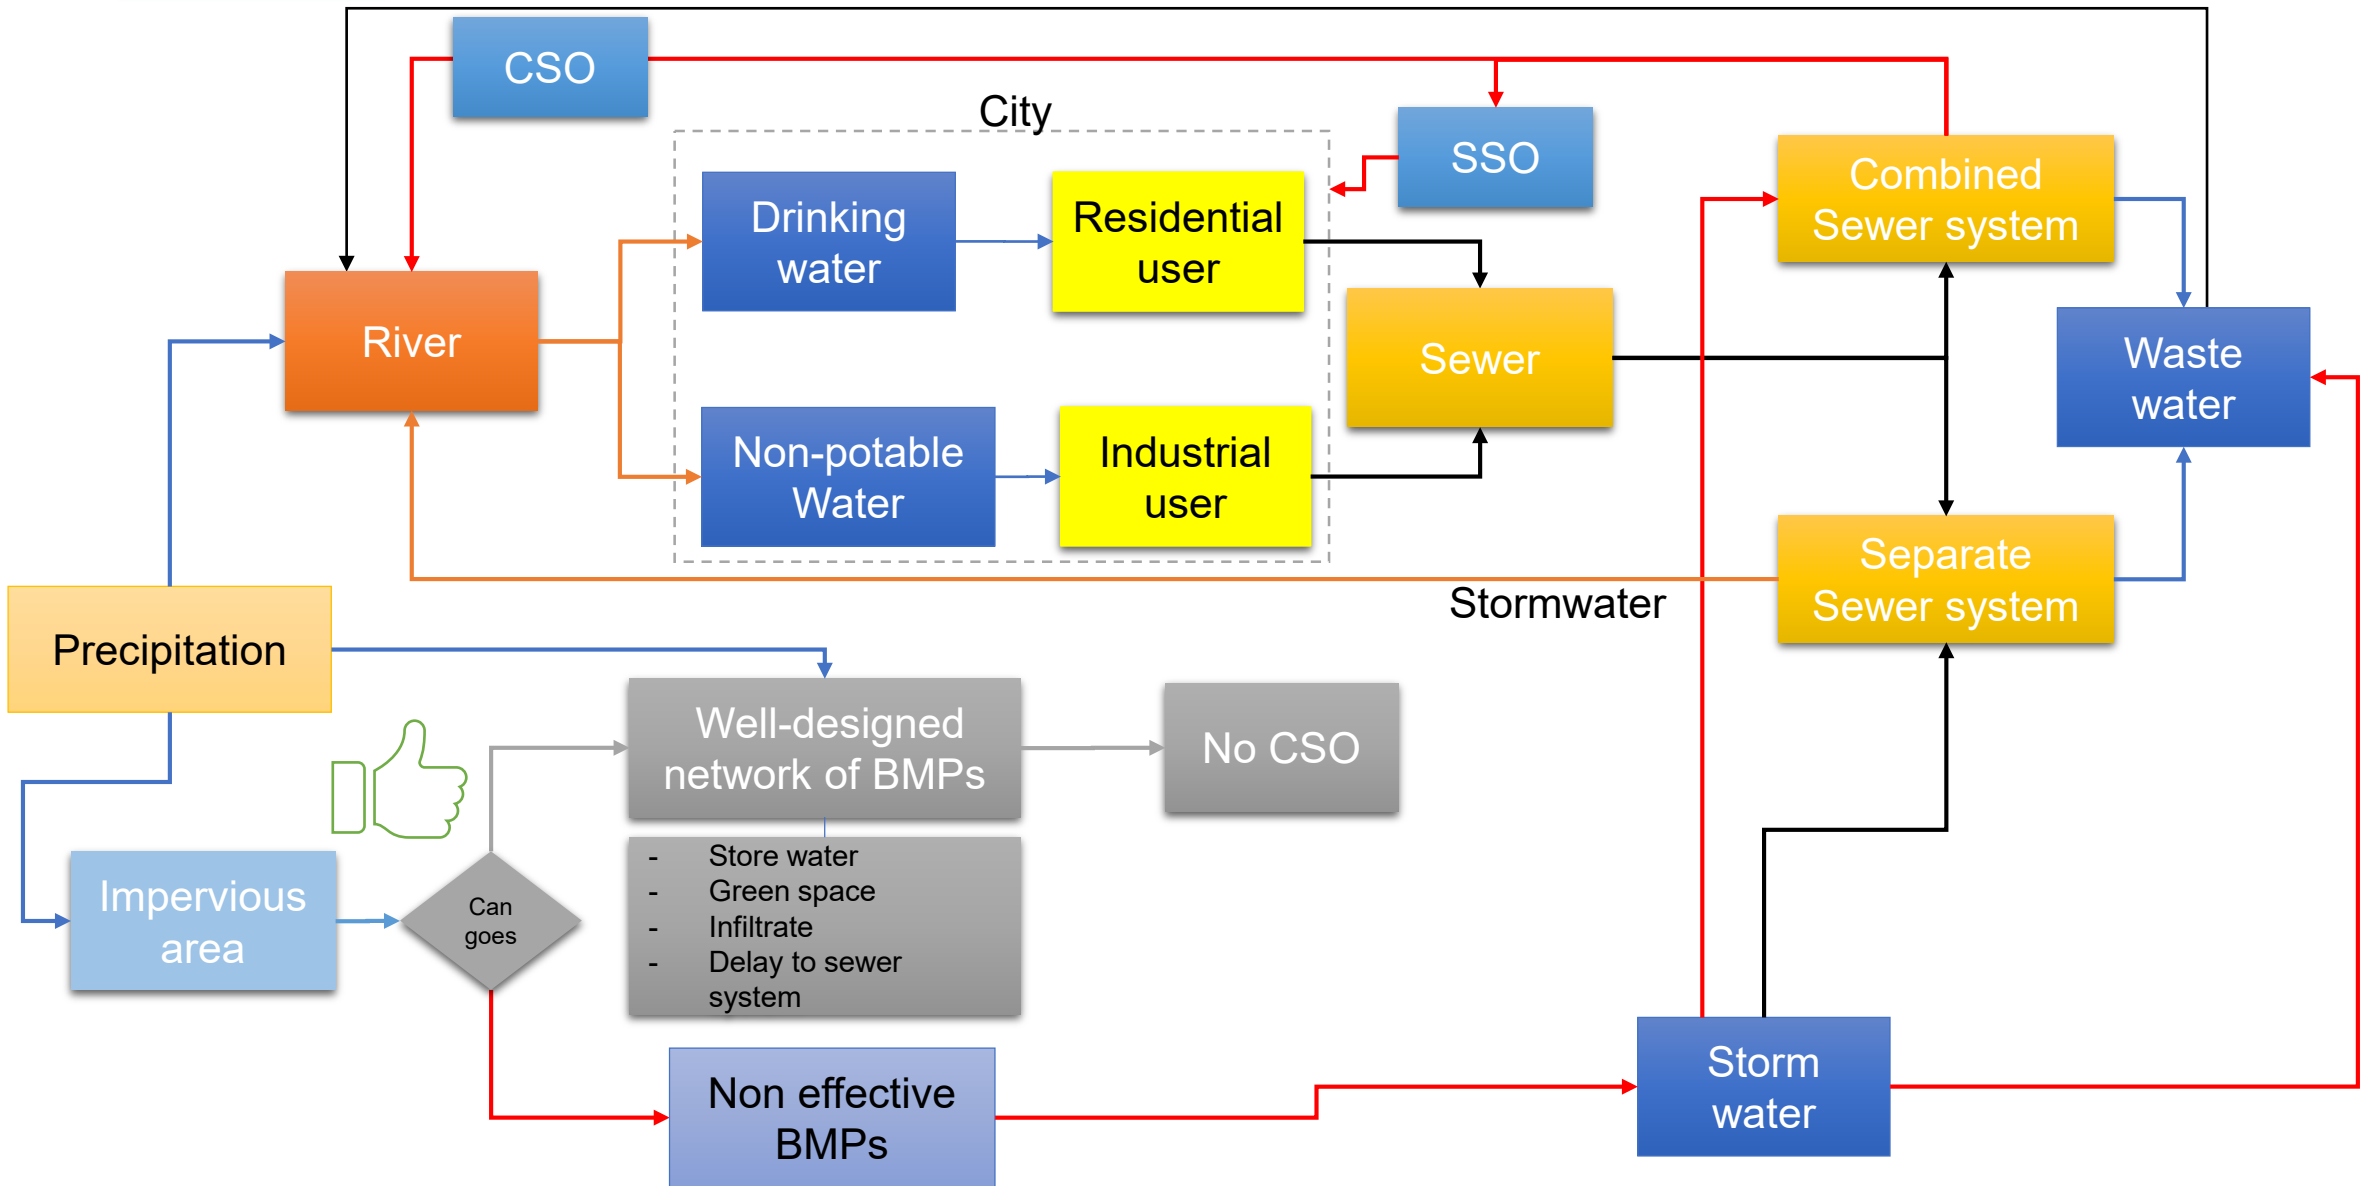 CSO
City
SSO
Combined
Sewer system
Drinking
water
Residential
user
River
Sewer
Waste
water
Non-potable
Water
Industrial
user
Separate
Sewer system
Stormwater
Precipitation
Well-designed
network of BMPs
No CSO
- Store water
- Green space
- Infiltrate
- Delay to sewer
system
Impervious
area
Can
goes
Non effective
BMPs
Storm
water